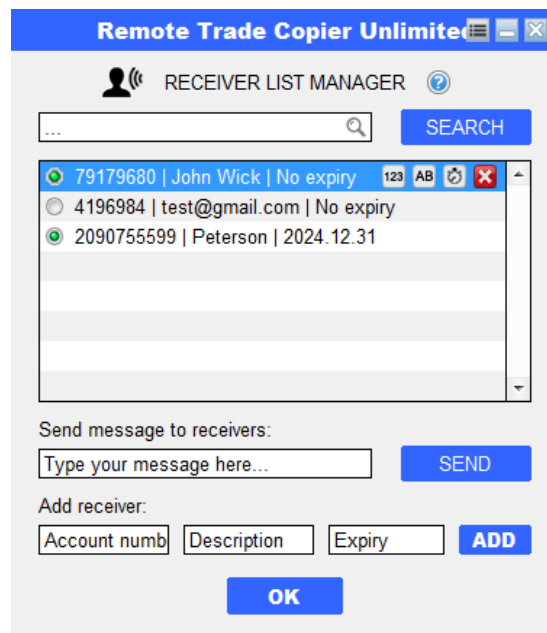 Remote Trade Copier Unlimited
RECEIVER LIST MANAGER ?
...
SEARCH
79179680 | John Wick | No expiry 123 AB
4196984 | test@gmail.com | No expiry
2090755599 | Peterson | 2024.12.31
Send message to receivers:
Type your message here... SEND
Add receiver:
Account numb Description Expiry ADD
OK